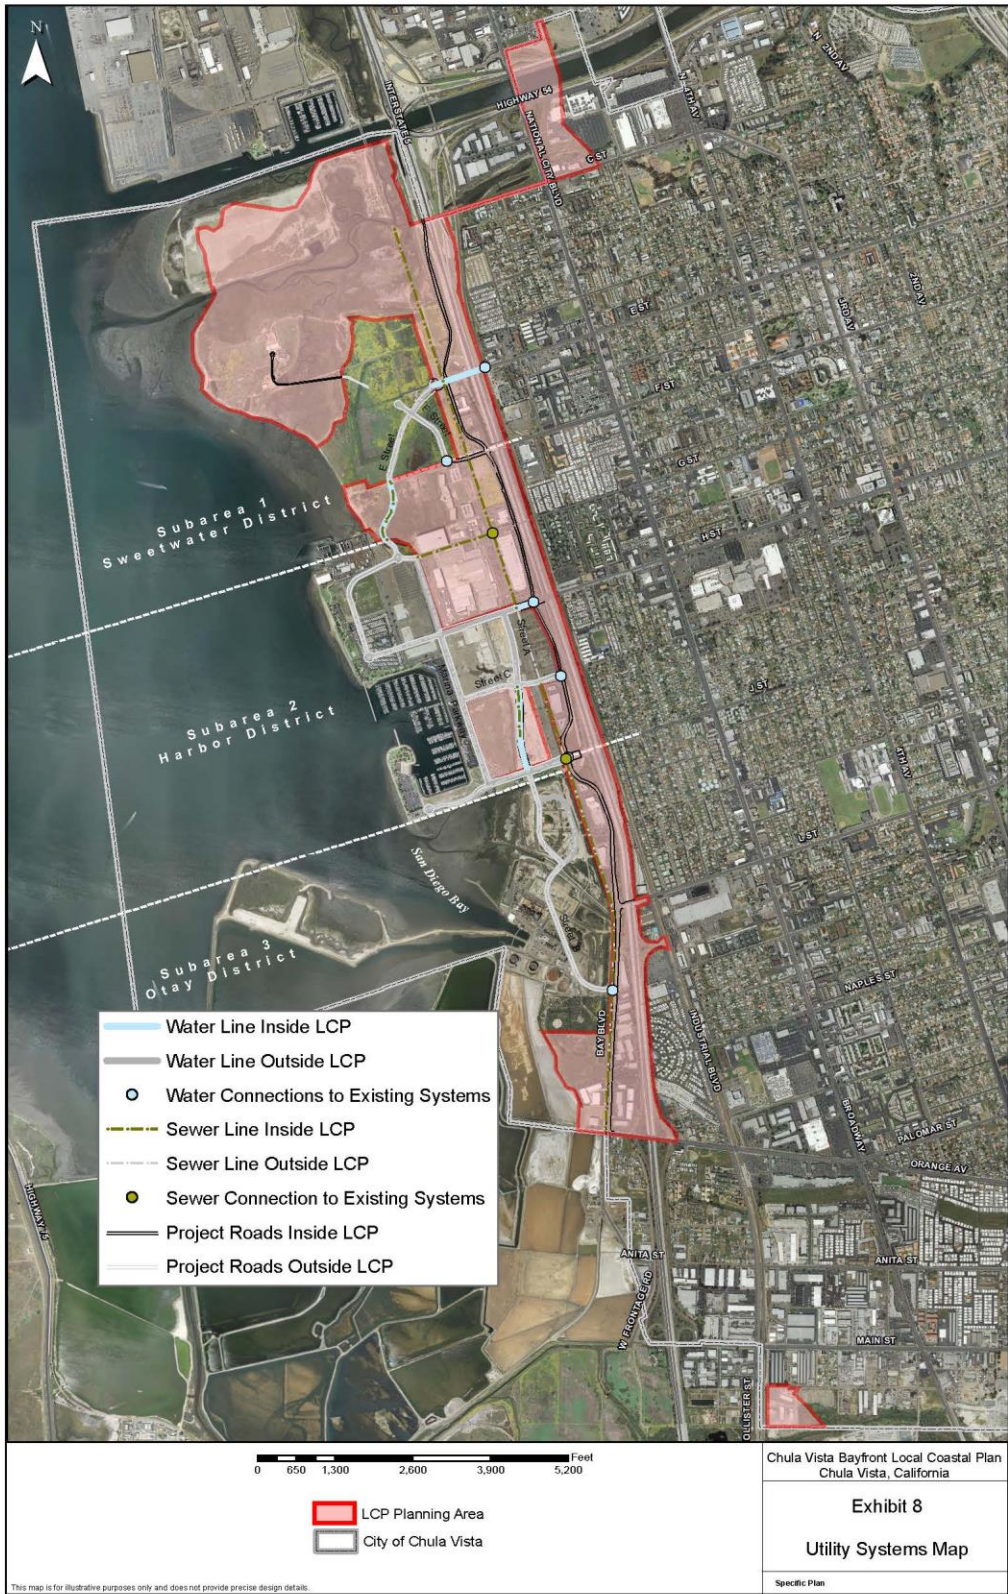 N
N 2ND AV
N 4TH AV
INTERSTATE 5
HIGHWAY 54
NATIONAL CITY BLVD
C ST
2ND AV
3RD AV
E ST
F ST
E Street
G ST
H ST
Subarea 1
Sweetwater District
Street A
J ST
Street C
Marina Parkway
Subarea 2
Harbor District
4TH AV
L ST
San Diego Bay
Subarea 3
Otay District
NAPLES ST
BAY BLVD
INDUSTRIAL BLVD
BROADWAY
PALOMAR ST
ORANGE AV
HIGHWAY 75
Water Line Inside LCP
Water Line Outside LCP
Water Connections to Existing Systems
Sewer Line Inside LCP
Sewer Line Outside LCP
Sewer Connection to Existing Systems
Project Roads Inside LCP
Project Roads Outside LCP
ANITA ST
ANITA ST
W FRONTAGE RD
MAIN ST
OLLISTER ST
Feet
0 650 1,300 2,600 3,900 5,200
LCP Planning Area
City of Chula Vista
Chula Vista Bayfront Local Coastal Plan
Chula Vista, California
Exhibit 8
Utility Systems Map
Specific Plan
This map is for illustrative purposes only and does not provide precise design details.